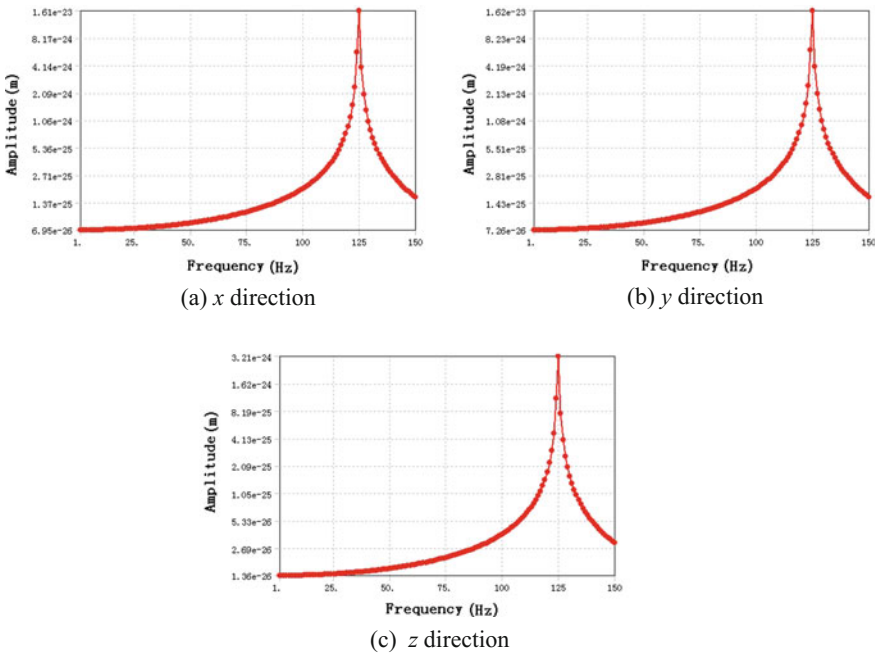 1.61e-23
8.17e-24
4.14e-24
2.09e-24
1.06e-24
5.36e-25
2.71e-25
1.37e-25
6.95e-26
Amplitude (m)
1. 25. 50. 75. 100 125 150
Frequency (Hz)
(a) x direction
1.62e-23
8.23e-24
4.19e-24
2.13e-24
1.08e-24
5.51e-25
2.81e-25
1.43e-25
7.26e-26
Amplitude (m)
1. 25. 50. 75. 100 125 150
Frequency (Hz)
(b) y direction
3.21e-24
1.62e-24
8.19e-25
4.13e-25
2.09e-25
1.05e-25
5.33e-26
2.69e-26
1.36e-26
Amplitude (m)
1. 25. 50. 75. 100 125 150
Frequency (Hz)
(c) z direction